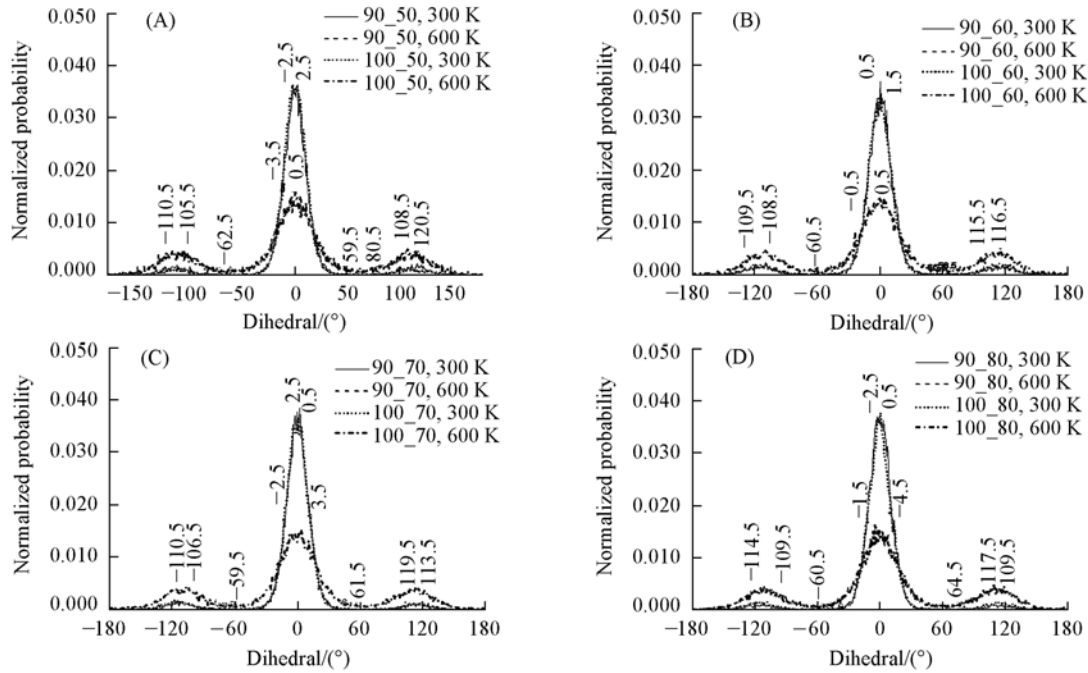 (A)
90_50, 300 K
90_50, 600 K
100_50, 300 K
100_50, 600 K
Normalized probability
0.050
0.040
0.030
0.020
0.010
0.000
−2.5
2.5
−3.5
0.5
−110.5
−105.5
−62.5
59.5
80.5
108.5
120.5
−150 −100 −50 0 50 100 150
Dihedral/(°)
(B)
90_60, 300 K
90_60, 600 K
100_60, 300 K
100_60, 600 K
Normalized probability
0.050
0.040
0.030
0.020
0.010
0.000
0.5
1.5
−0.5
0.5
−109.5
−108.5
−60.5
115.5
116.5
−180 −120 −60 0 60 120 180
Dihedral/(°)
(C)
90_70, 300 K
90_70, 600 K
100_70, 300 K
100_70, 600 K
Normalized probability
0.050
0.040
0.030
0.020
0.010
0.000
2.5
0.5
−2.5
3.5
−110.5
−106.5
−59.5
61.5
119.5
113.5
−180 −120 −60 0 60 120 180
Dihedral/(°)
(D)
90_80, 300 K
90_80, 600 K
100_80, 300 K
100_80, 600 K
Normalized probability
0.050
0.040
0.030
0.020
0.010
0.000
−2.5
0.5
−1.5
−4.5
−114.5
−109.5
−60.5
64.5
117.5
109.5
−180 −120 −60 0 60 120 180
Dihedral/(°)